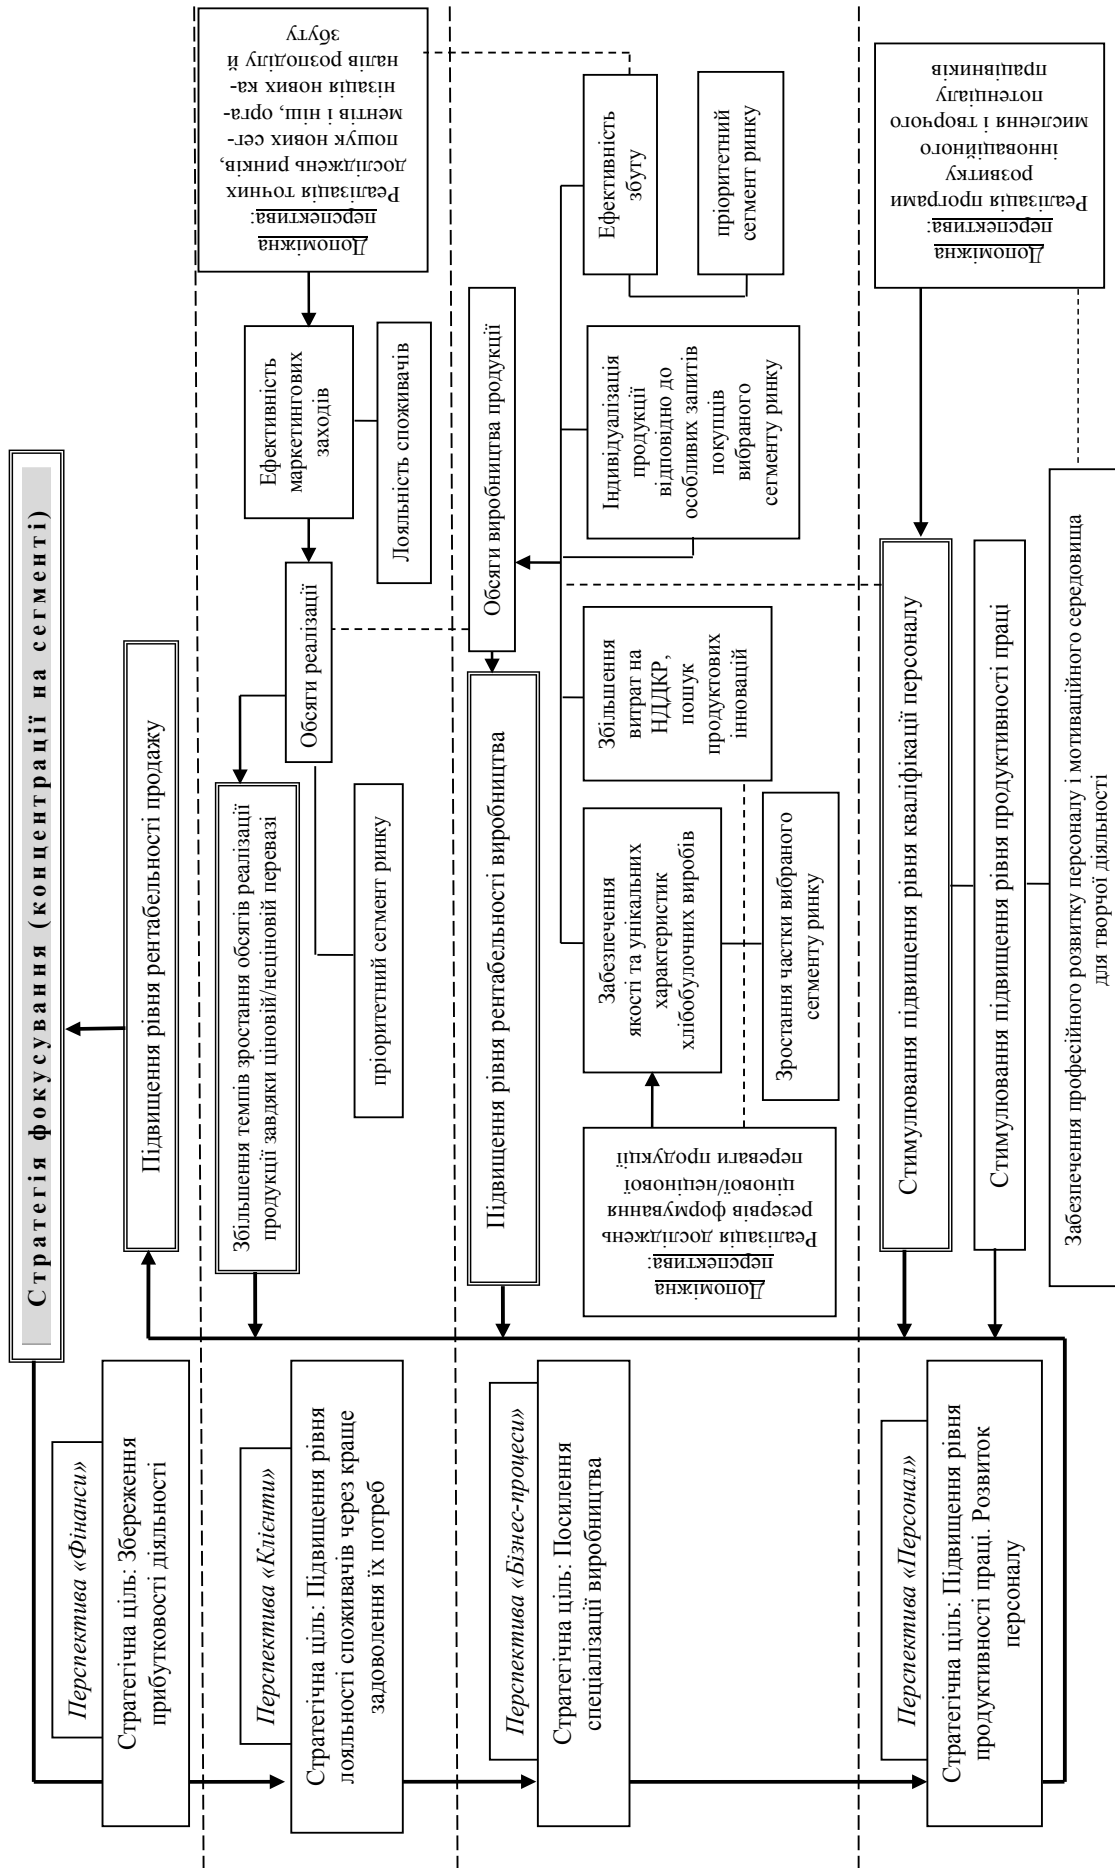 Стратегія фокусування (концентрації на сегменті)
Перспектива «Фінанси»
Стратегічна ціль: Збереження
прибутковості діяльності
Підвищення рівня рентабельності продажу
Перспектива «Клієнти»
Стратегічна ціль: Підвищення рівня
лояльності споживачів через краще
задоволення їх потреб
Збільшення темпів зростання обсягів реалізації
продукції завдяки ціновій/неціновій перевазі
Обсяги реалізації
пріоритетний сегмент ринку
Ефективність
маркетингових
заходів
Лояльність споживачів
Допоміжна
перспектива:
Реалізація точних
досліджень ринків,
пошук нових сег-
ментів і ніш, орга-
нізація нових ка-
налів розподілу й
збуту
Перспектива «Бізнес-процеси»
Стратегічна ціль: Посилення
спеціалізації виробництва
Підвищення рівня рентабельності виробництва
Обсяги виробництва продукції
Допоміжна
перспектива:
Реалізація досліджень
резервів формування
цінової/нецінової
переваги продукції
Забезпечення
якості та унікальних
характеристик
хлібобулочних виробів
Зростання частки вибраного
сегменту ринку
Збільшення
витрат на
НДДКР,
пошук
продуктових
інновацій
Індивідуалізація
продукції
відповідно до
особливих запитів
покупців
вибраного
сегменту ринку
Ефективність
збуту
пріоритетний
сегмент ринку
Перспектива «Персонал»
Стратегічна ціль: Підвищення рівня
продуктивності праці. Розвиток
персоналу
Стимулювання підвищення рівня кваліфікації персоналу
Стимулювання підвищення рівня продуктивності праці
Забезпечення професійного розвитку персоналу і мотиваційного середовища
для творчої діяльності
Допоміжна
перспектива:
Реалізація програми
розвитку
інноваційного
мислення і творчого
потенціалу
працівників